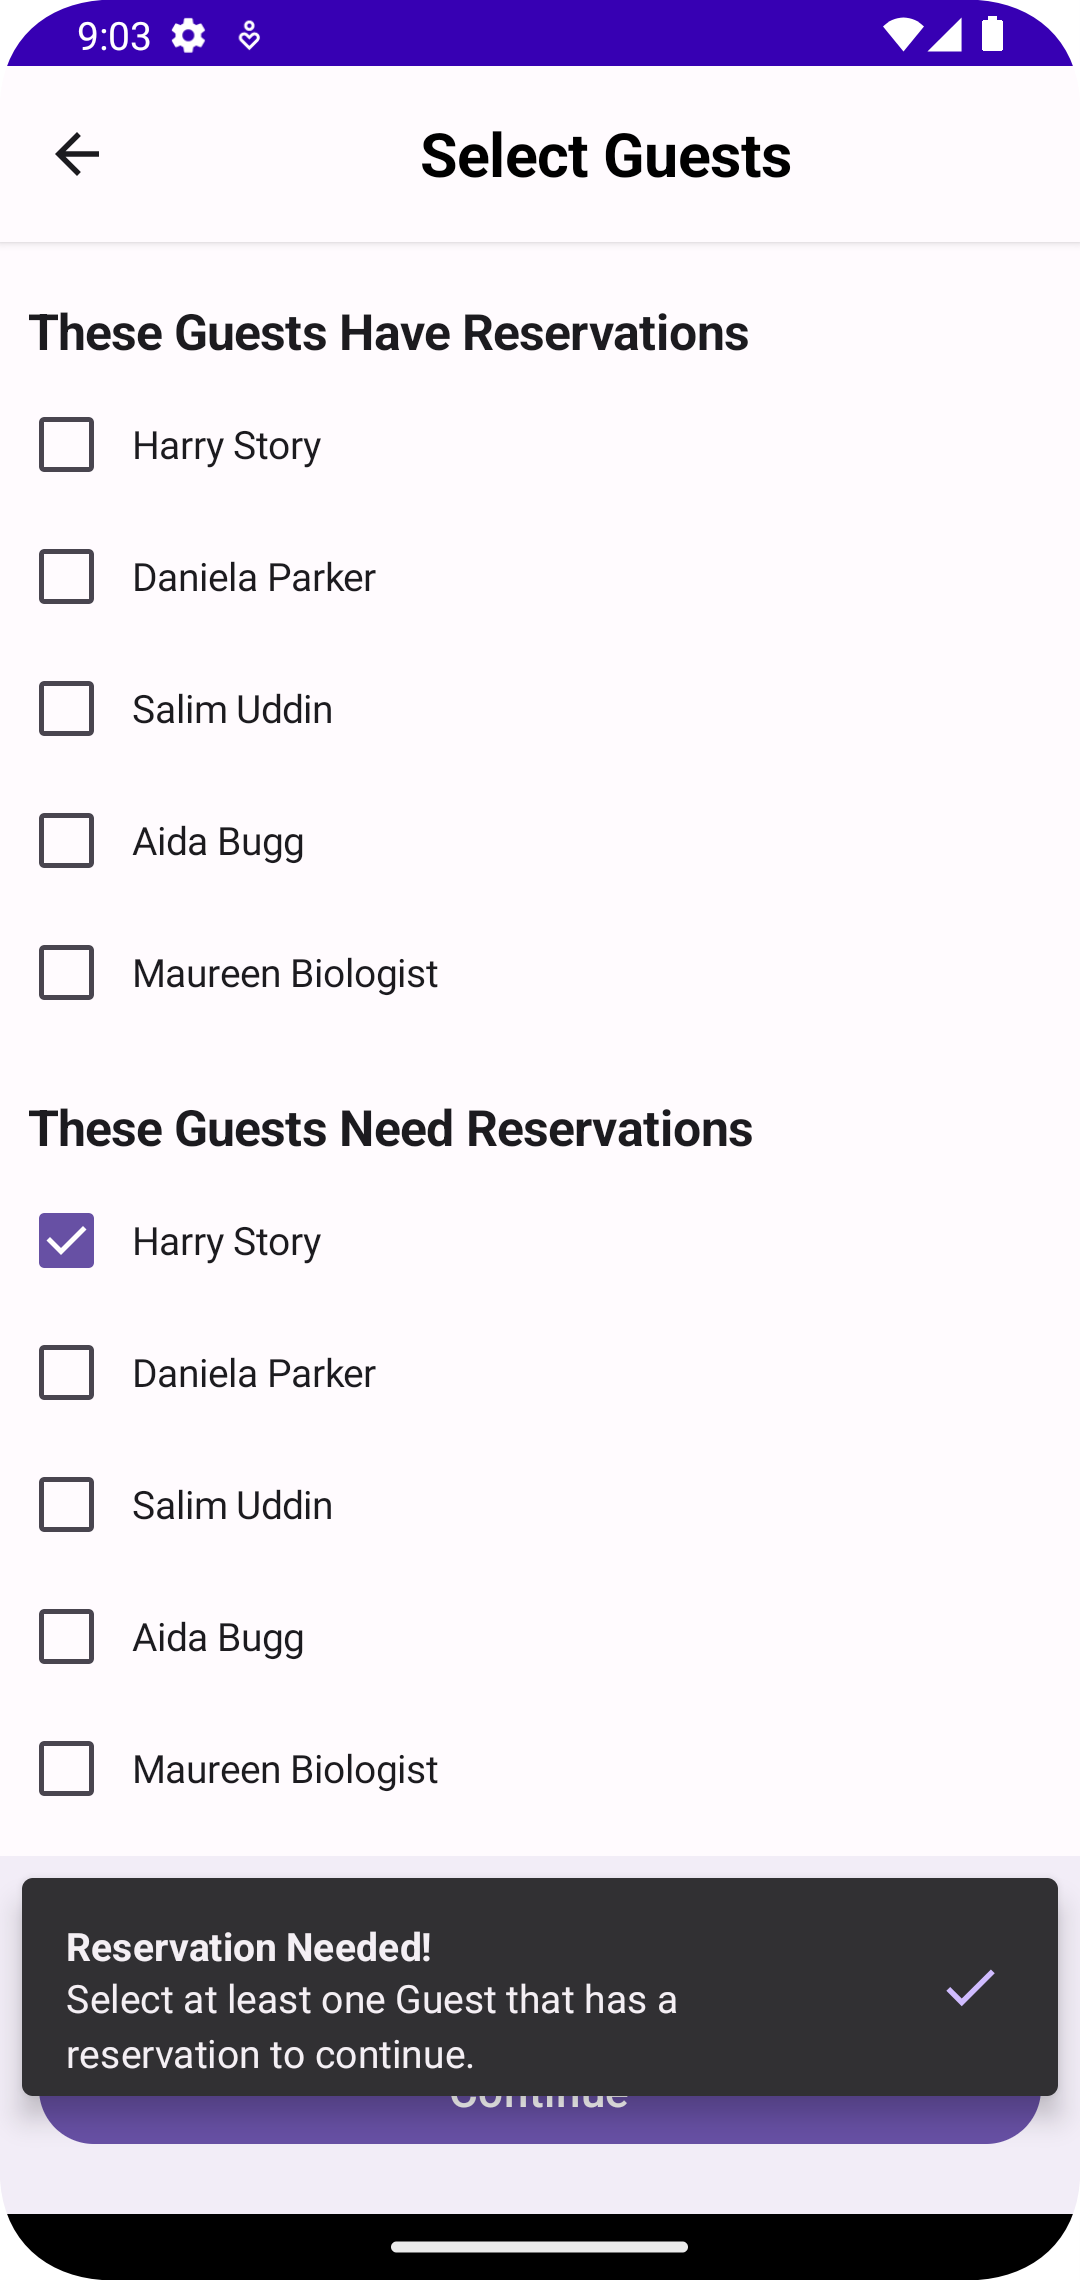 9:03
Select Guests
These Guests Have Reservations
Harry Story
Daniela Parker
Salim Uddin
Aida Bugg
Maureen Biologist
These Guests Need Reservations
Harry Story
Daniela Parker
Salim Uddin
Aida Bugg
Maureen Biologist
Reservation Needed!
Select at least one Guest that has a
reservation to continue.
Continue